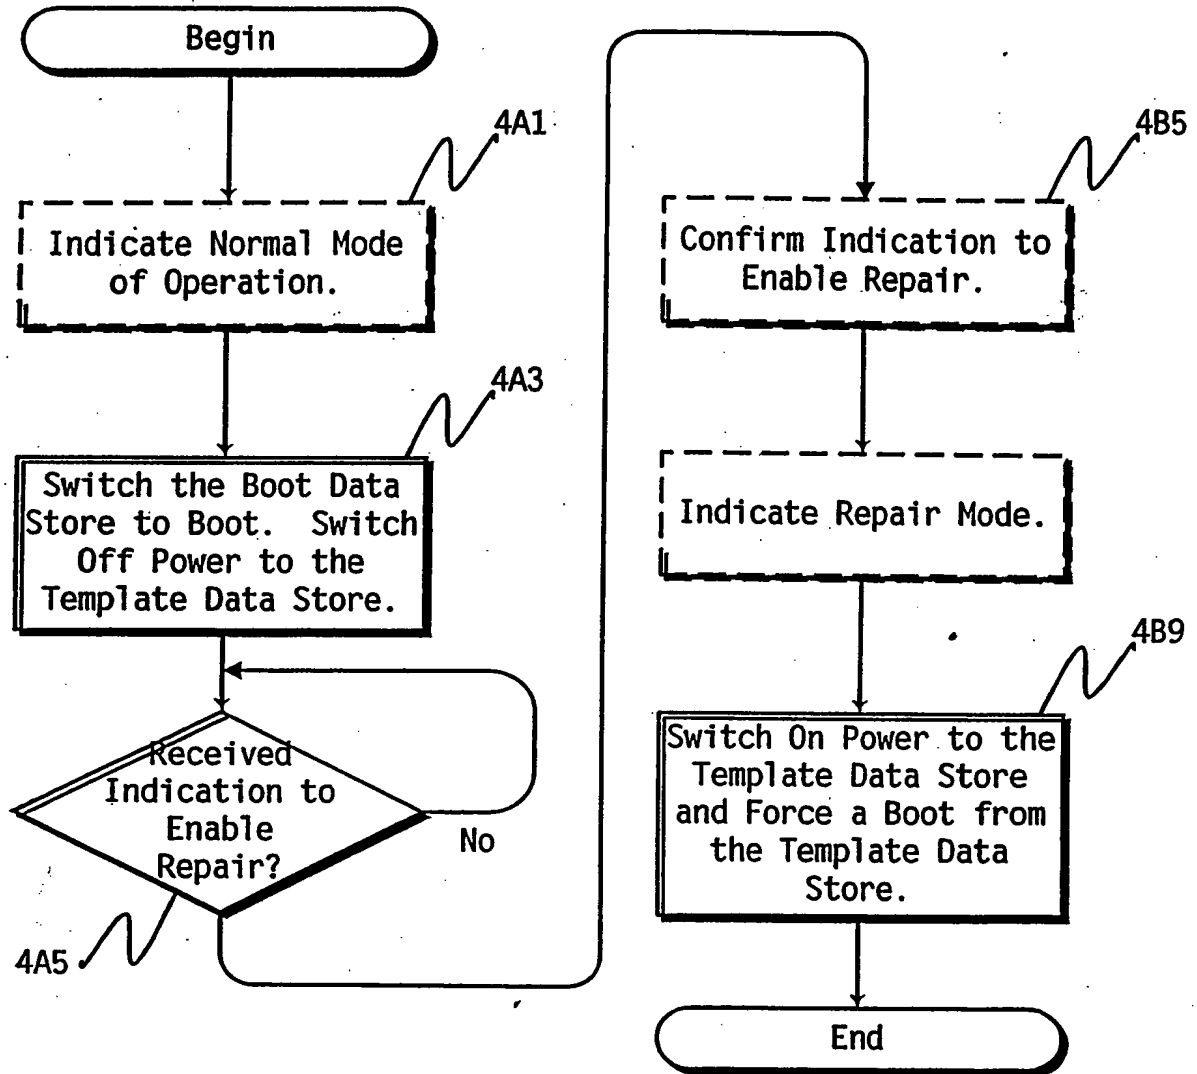 Begin
4A1
Indicate Normal Mode
of Operation.
4A3
Switch the Boot Data
Store to Boot. Switch
Off Power to the
Template Data Store.
Received
Indication to
Enable
Repair?
No
4A5
4B5
Confirm Indication to
Enable Repair.
Indicate Repair Mode.
4B9
Switch On Power to the
Template Data Store
and Force a Boot from
the Template Data
Store.
End